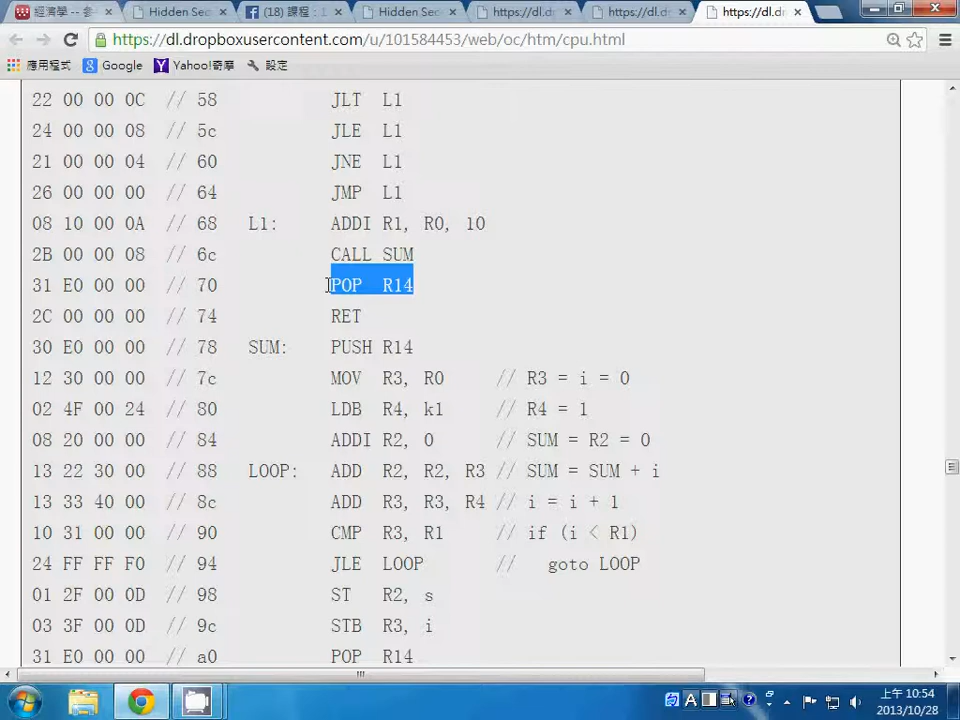 經濟學 -- 參
Hidden Sec
(18) 課程：1
Hidden Sec
https://dl.dr
https://dl.dr
https://dl.dr
https://dl.dropboxusercontent.com/u/101584453/web/oc/htm/cpu.html
應用程式 Google Yahoo!奇摩 設定
22 00 00 0C // 58 JLT L1
24 00 00 08 // 5c JLE L1
21 00 00 04 // 60 JNE L1
26 00 00 00 // 64 JMP L1
08 10 00 0A // 68 L1: ADDI R1, R0, 10
2B 00 00 08 // 6c CALL SUM
31 E0 00 00 // 70 POP R14
2C 00 00 00 // 74 RET
30 E0 00 00 // 78 SUM: PUSH R14
12 30 00 00 // 7c MOV R3, R0 // R3 = i = 0
02 4F 00 24 // 80 LDB R4, k1 // R4 = 1
08 20 00 00 // 84 ADDI R2, 0 // SUM = R2 = 0
13 22 30 00 // 88 LOOP: ADD R2, R2, R3 // SUM = SUM + i
13 33 40 00 // 8c ADD R3, R3, R4 // i = i + 1
10 31 00 00 // 90 CMP R3, R1 // if (i < R1)
24 FF FF F0 // 94 JLE LOOP // goto LOOP
01 2F 00 0D // 98 ST R2, s
03 3F 00 0D // 9c STB R3, i
31 E0 00 00 // a0 POP R14
上午 10:54
2013/10/28